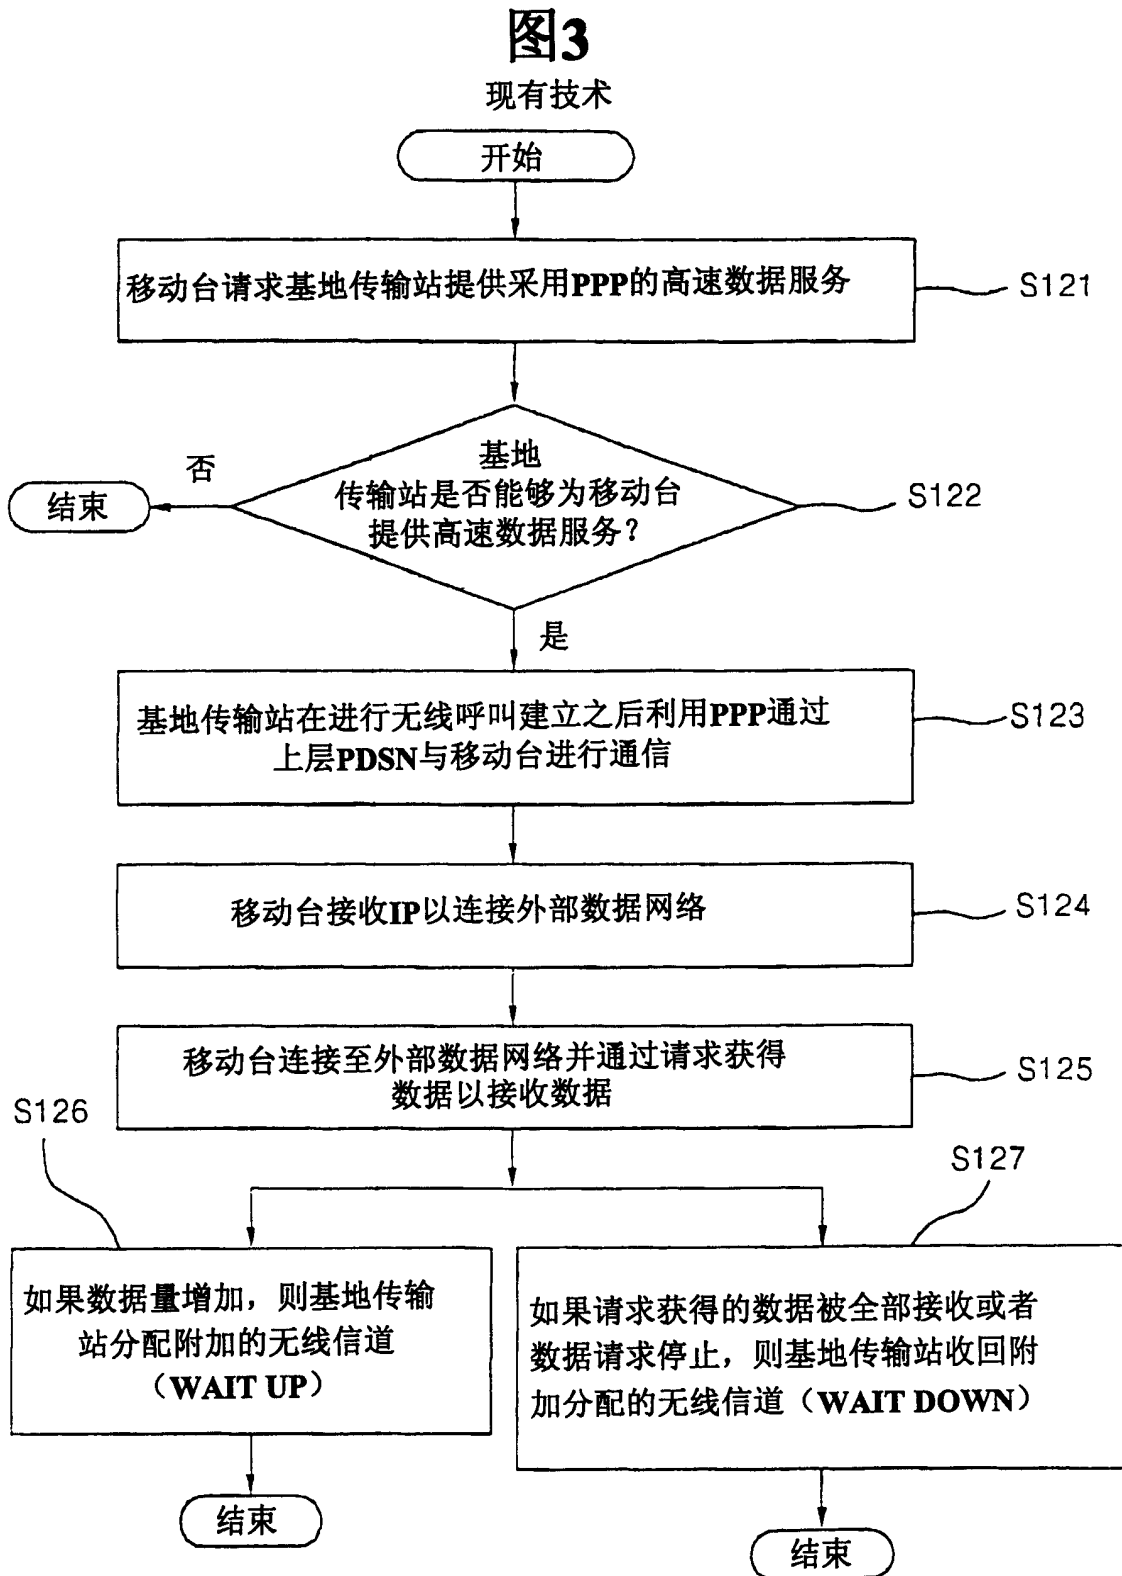 图3
现有技术
开始
移动台请求基地传输站提供采用PPP的高速数据服务
S121
基地
传输站是否能够为移动台
提供高速数据服务？
S122
否
结束
是
基地传输站在进行无线呼叫建立之后利用PPP通过
上层PDSN与移动台进行通信
S123
移动台接收IP以连接外部数据网络
S124
移动台连接至外部数据网络并通过请求获得
数据以接收数据
S125
S126
S127
如果数据量增加，则基地传输
站分配附加的无线信道
（WAIT UP）
如果请求获得的数据被全部接收或者
数据请求停止，则基地传输站收回附
加分配的无线信道（WAIT DOWN）
结束
结束